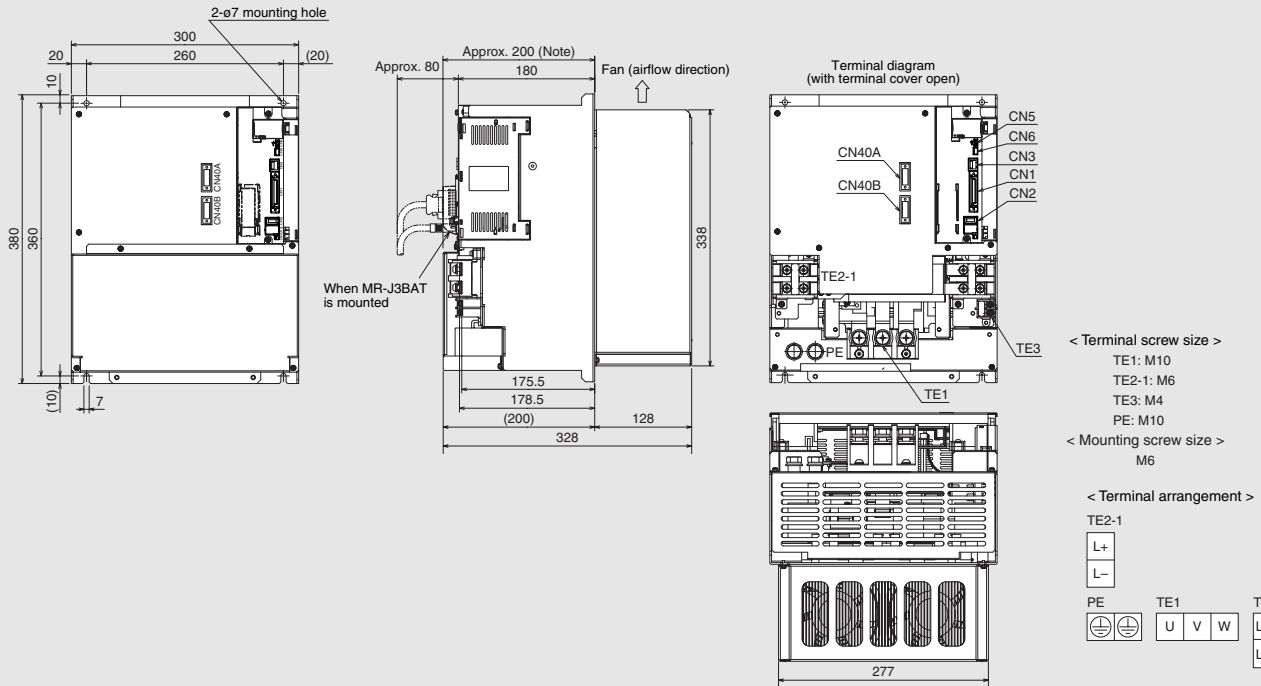 2-ø7 mounting hole
300
20
260
(20)
10
380
360
CN40A
CN40B
(10)
7
Approx. 200 (Note)
Approx. 80
180
Fan (airflow direction)
When MR-J3BAT
is mounted
338
175.5
178.5
(200)
128
328
Terminal diagram
(with terminal cover open)
CN5
CN6
CN3
CN1
CN2
CN40A
CN40B
TE2-1
PE
TE3
TE1
277
< Terminal screw size >
TE1: M10
TE2-1: M6
TE3: M4
PE: M10
< Mounting screw size >
M6
< Terminal arrangement >
TE2-1
L+
L–
PE
TE1
U V W